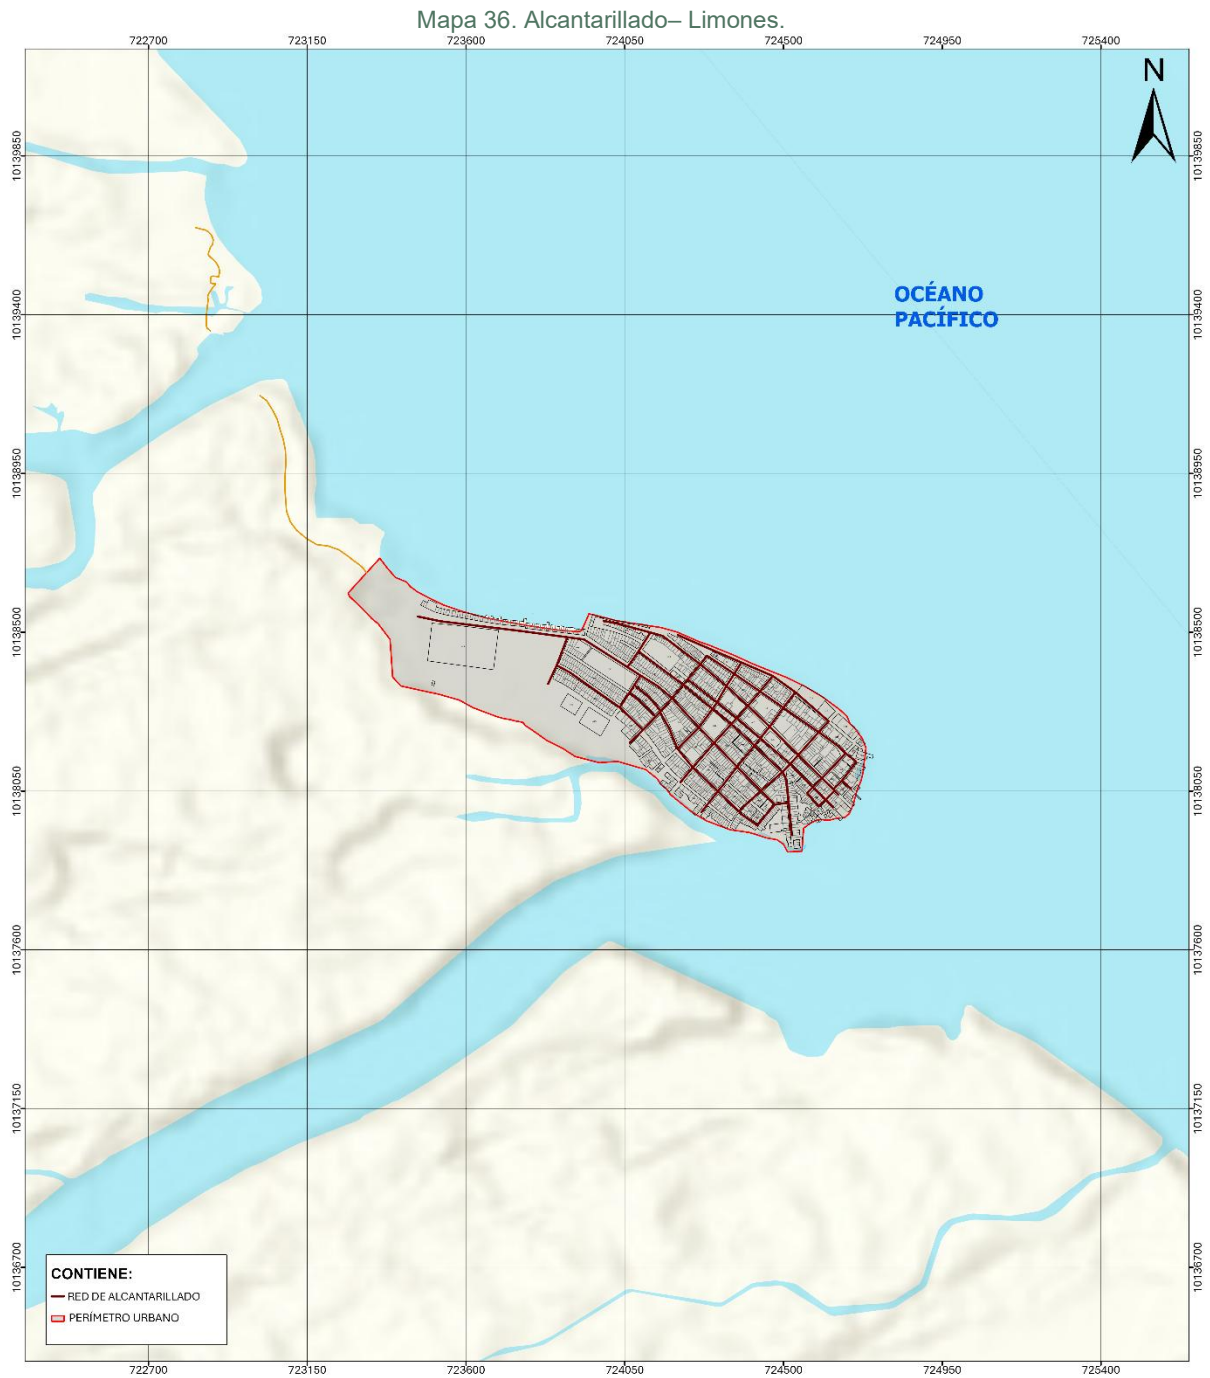 Mapa 36. Alcantarillado– Limones.
722700 723150 723600 724050 724500 724950 725400
N
10139850 10139850
OCÉANO
PACÍFICO
10139400 10139400
10138950 10138950
10138500 10138500
10138050 10138050
10137600 10137600
10137150 10137150
10136700 10136700
CONTIENE:
RED DE ALCANTARILLADO
PERÍMETRO URBANO
722700 723150 723600 724050 724500 724950 725400